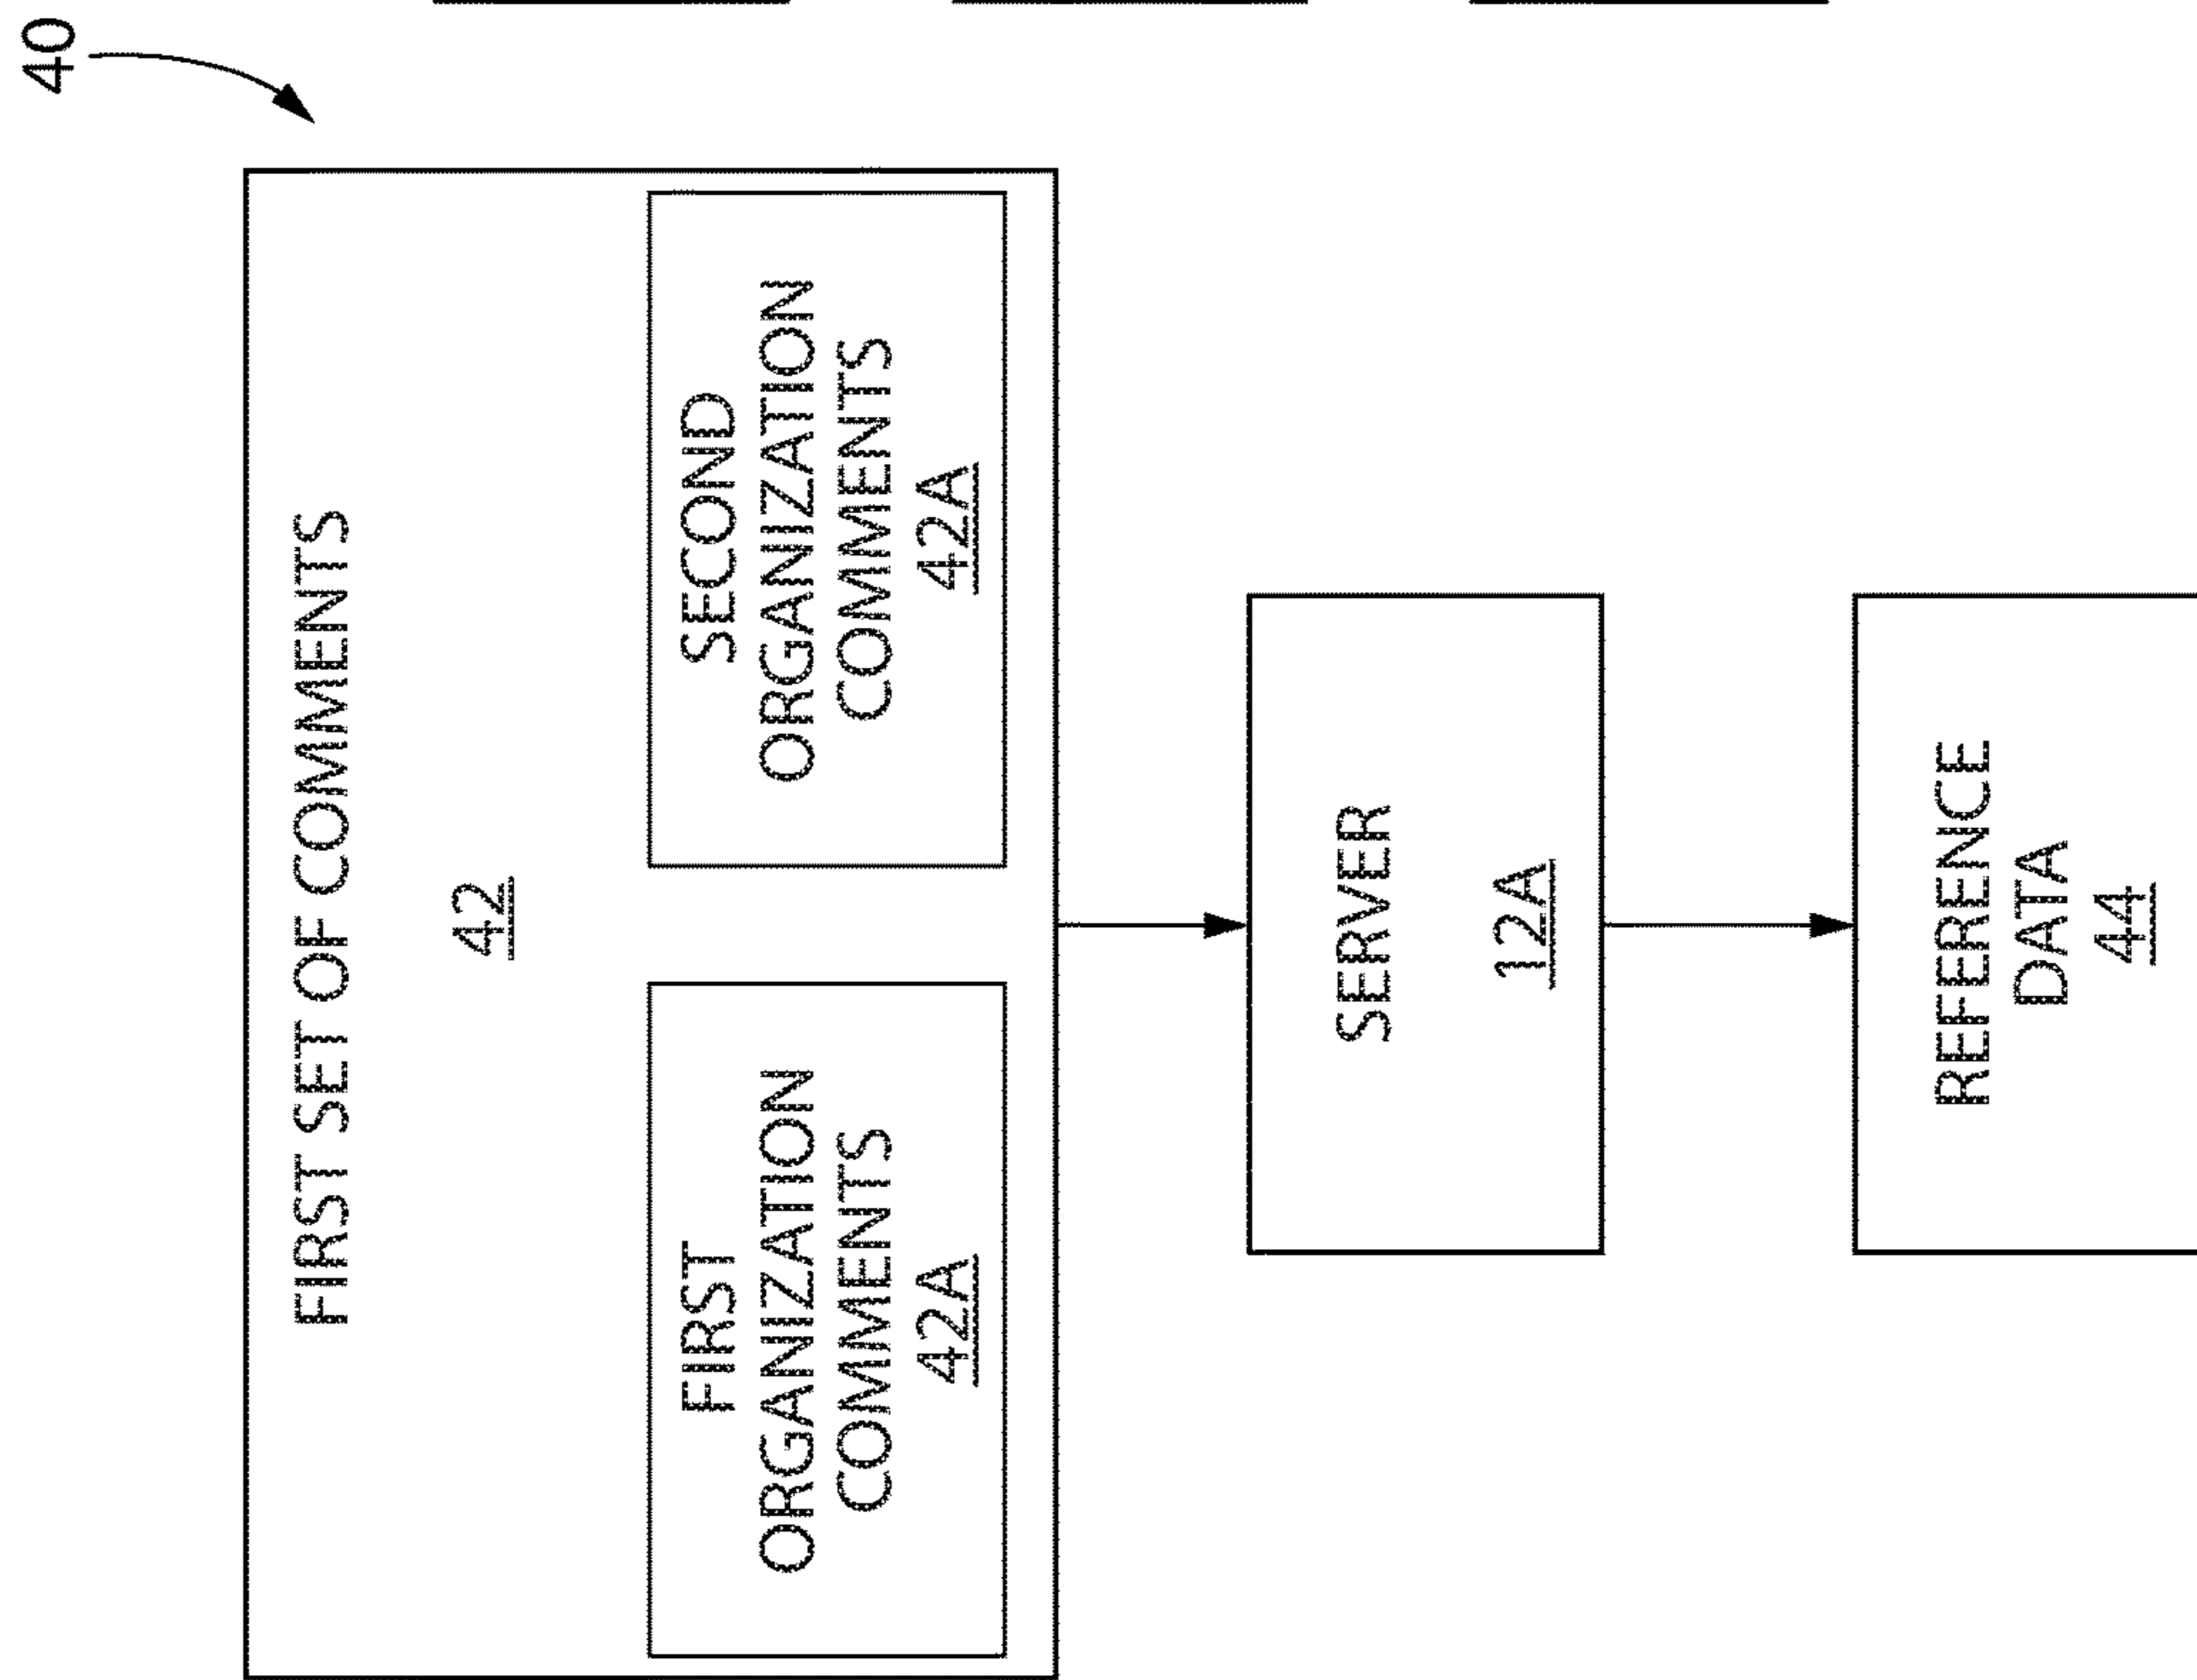 40
FIRST SET OF COMMENTS
42
FIRST
ORGANIZATION
COMMENTS
42A
SECOND
ORGANIZATION
COMMENTS
42A
SERVER
12A
REFERENCE
DATA
44